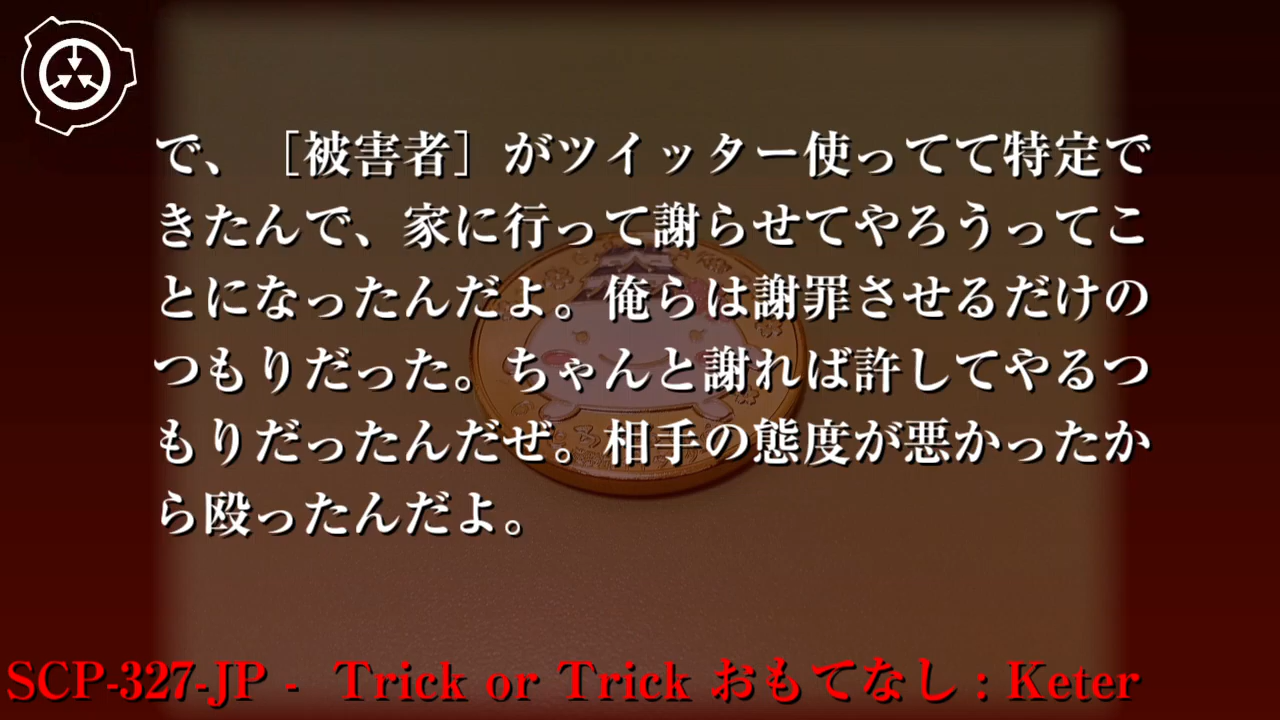 で、［被害者］がツイッター使ってて特定で
きたんで、家に行って謝らせてやろうってこ
とになったんだよ。俺らは謝罪させるだけの
つもりだった。ちゃんと謝れば許してやるつ
もりだったんだぜ。相手の態度が悪かったか
ら殴ったんだよ。
SCP-327-JP - Trick or Trick おもてなし : Keter